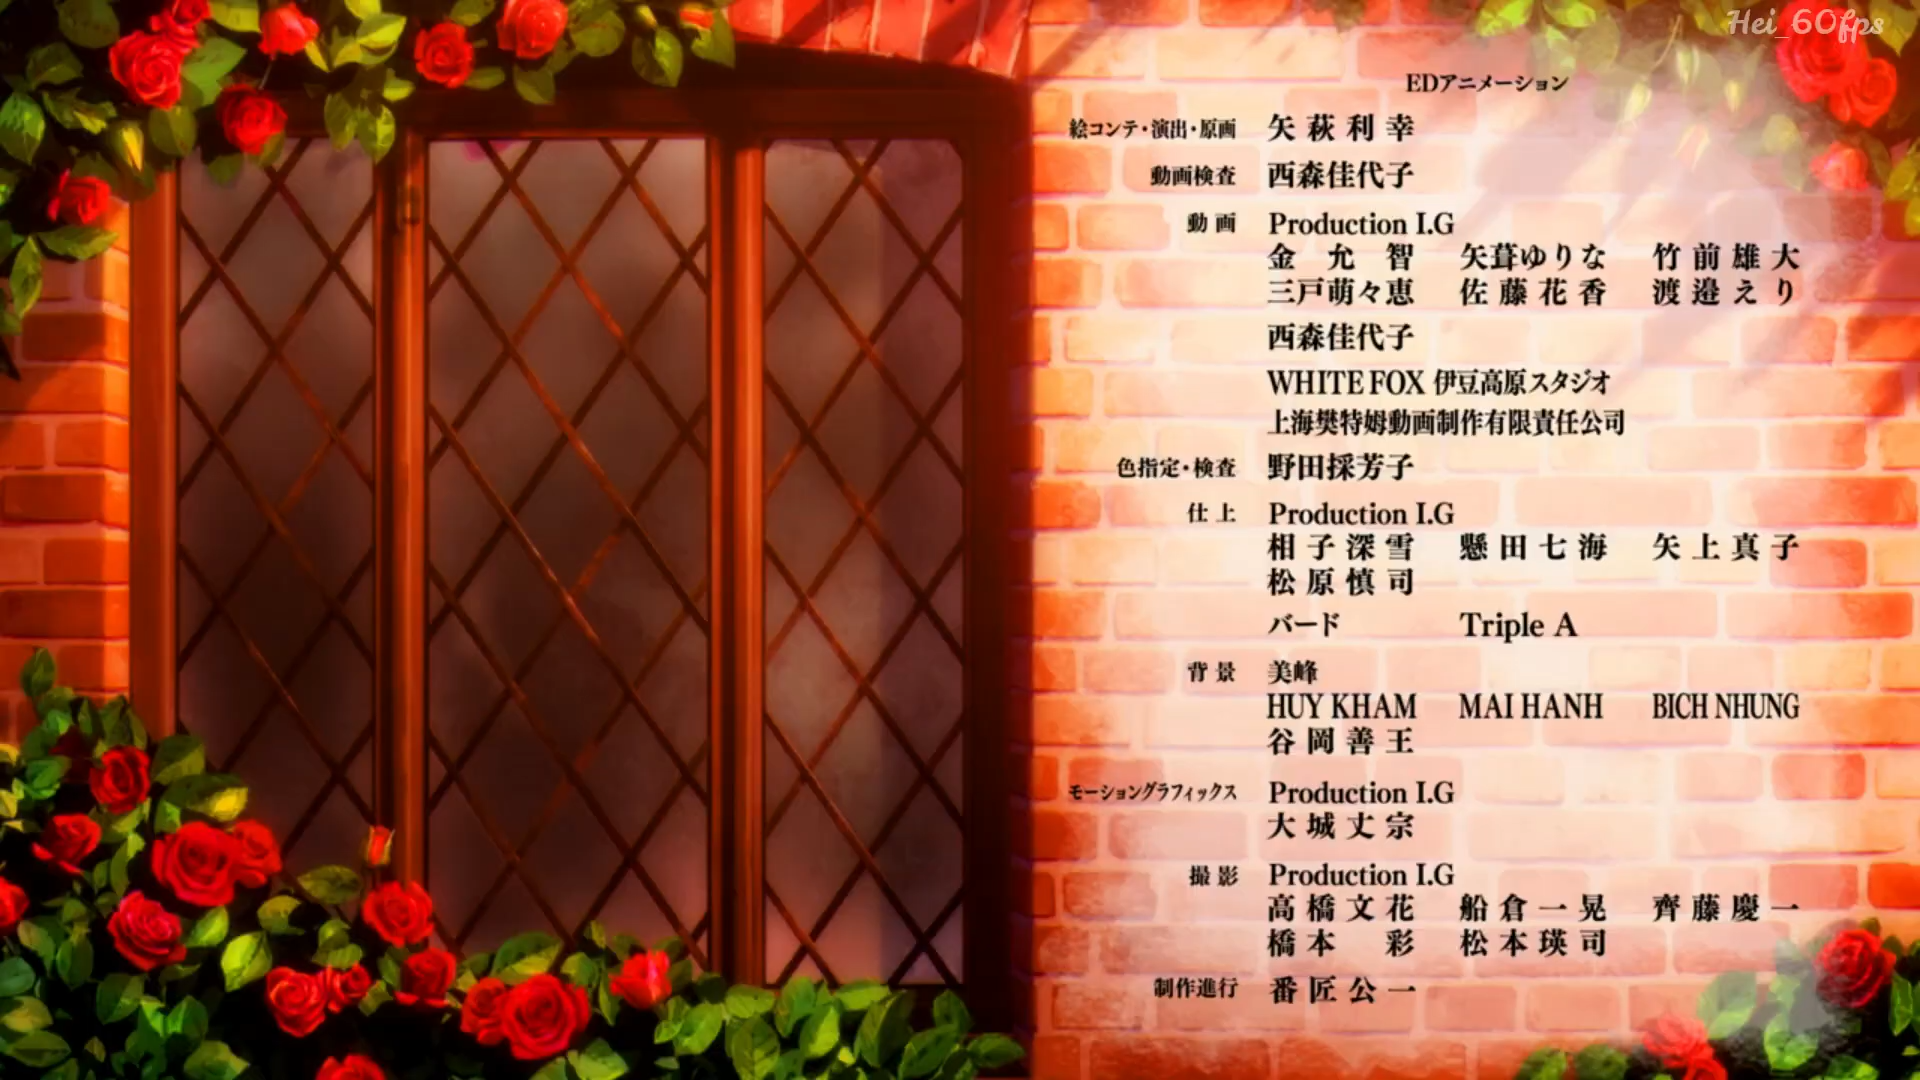 Hei_60fps
EDアニメーション
絵コンテ・演出・原画 矢萩利幸
動画検査 西森佳代子
動画 Production I.G
金允智 矢葺ゆりな 竹前雄大
三戸萌々恵 佐藤花香 渡邉えり
西森佳代子
WHITE FOX 伊豆高原スタジオ
上海樊特姆動画制作有限責任公司
色指定・検査 野田採芳子
仕上 Production I.G
相子深雪 懸田七海 矢上真子
松原慎司
バード Triple A
背景 美峰
HUY KHAM MAI HANH BICH NHUNG
谷岡善王
モーショングラフィックス Production I.G
大城丈宗
撮影 Production I.G
高橋文花 船倉一晃 齊藤慶一
橋本彩 松本瑛司
制作進行 番匠公一